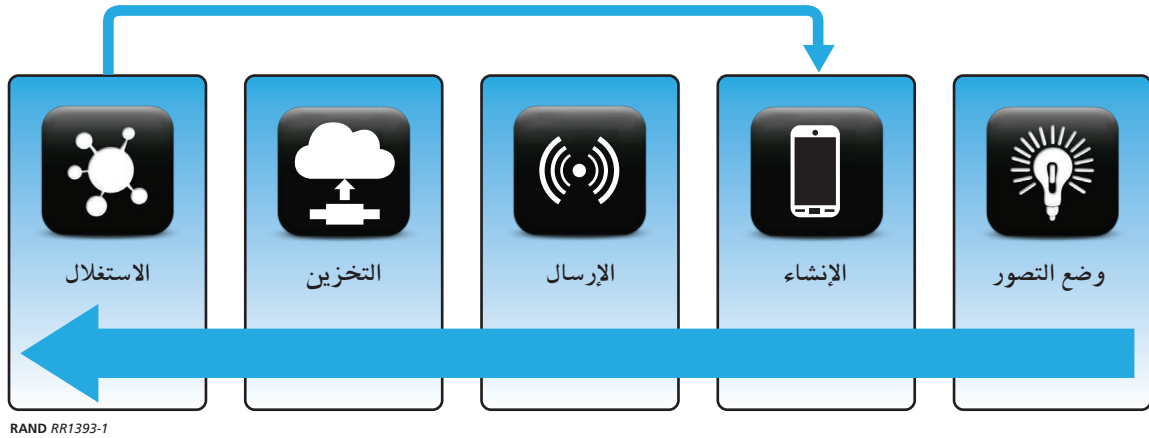 وضع التصور
الإنشاء
الإرسال
التخزين
الاستغلال
RAND RR1393-1